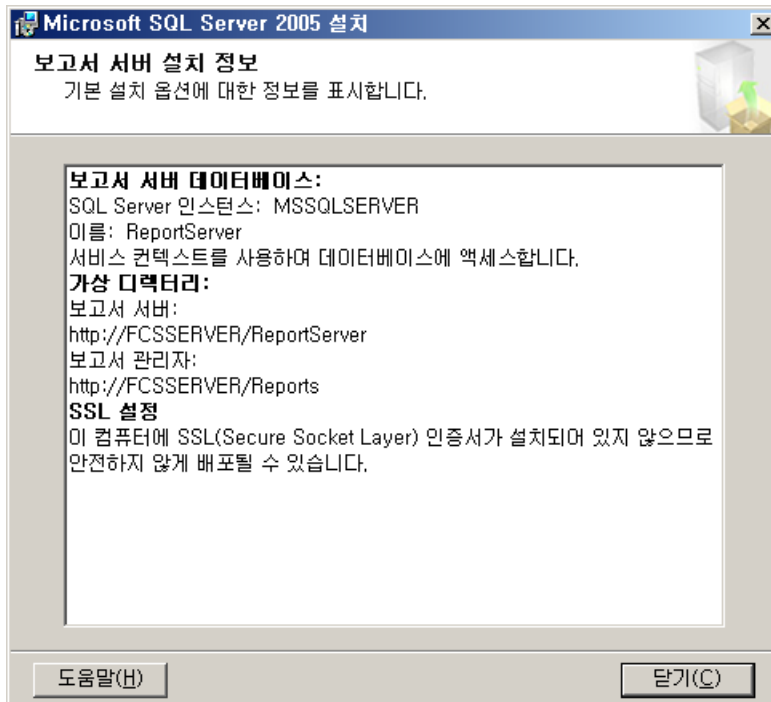 Microsoft SQL Server 2005 설치
보고서 서버 설치 정보
기본 설치 옵션에 대한 정보를 표시합니다.
보고서 서버 데이터베이스:
SQL Server 인스턴스: MSSQLSERVER
이름: ReportServer
서비스 컨텍스트를 사용하여 데이터베이스에 액세스합니다.
가상 디렉터리:
보고서 서버:
http://FCSSERVER/ReportServer
보고서 관리자:
http://FCSSERVER/Reports
SSL 설정
이 컴퓨터에 SSL(Secure Socket Layer) 인증서가 설치되어 있지 않으므로
안전하지 않게 배포될 수 있습니다.
도움말(H)
닫기(C)